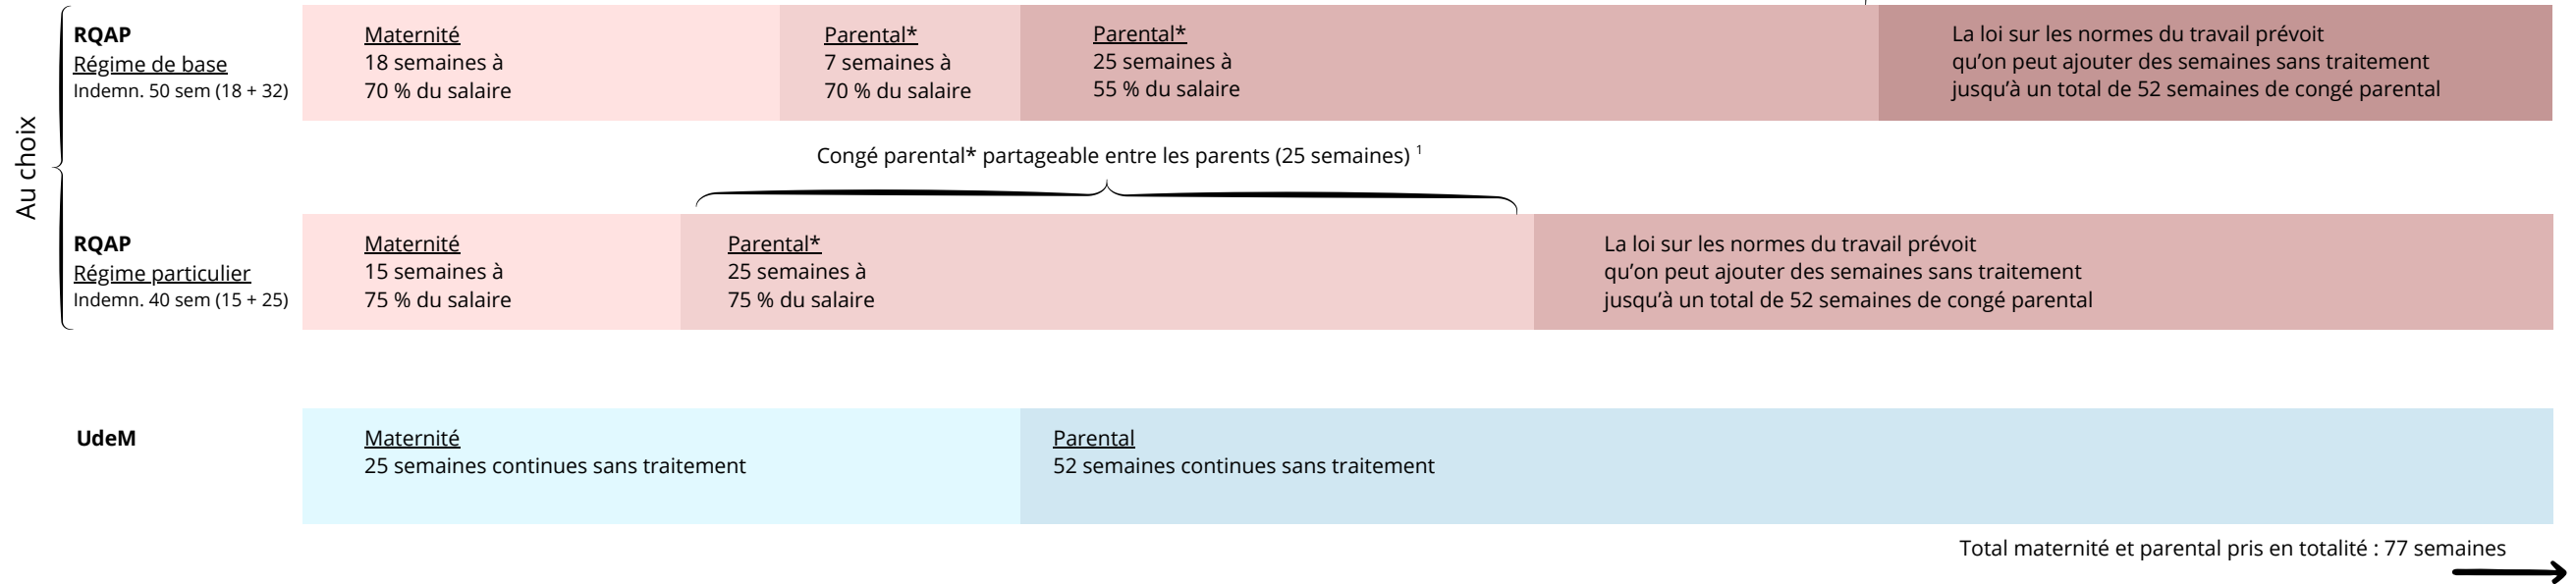 Au choix
RQAP
Régime de base
Indemn. 50 sem (18 + 32)
Maternité
18 semaines à
70 % du salaire
Parental*
7 semaines à
70 % du salaire
Parental*
25 semaines à
55 % du salaire
La loi sur les normes du travail prévoit
qu'on peut ajouter des semaines sans traitement
jusqu'à un total de 52 semaines de congé parental
Congé parental* partageable entre les parents (25 semaines) ¹
RQAP
Régime particulier
Indemn. 40 sem (15 + 25)
Maternité
15 semaines à
75 % du salaire
Parental*
25 semaines à
75 % du salaire
La loi sur les normes du travail prévoit
qu'on peut ajouter des semaines sans traitement
jusqu'à un total de 52 semaines de congé parental
UdeM
Maternité
25 semaines continues sans traitement
Parental
52 semaines continues sans traitement
Total maternité et parental pris en totalité : 77 semaines